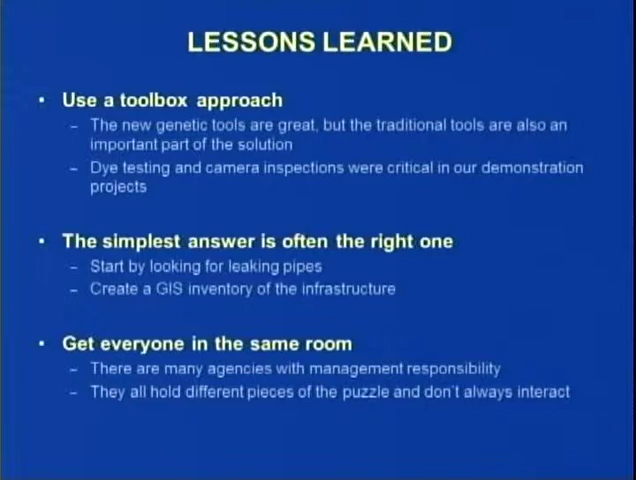 LESSONS LEARNED
• Use a toolbox approach
– The new genetic tools are great, but the traditional tools are also an
important part of the solution
– Dye testing and camera inspections were critical in our demonstration
projects
• The simplest answer is often the right one
– Start by looking for leaking pipes
– Create a GIS inventory of the infrastructure
• Get everyone in the same room
– There are many agencies with management responsibility
– They all hold different pieces of the puzzle and don't always interact